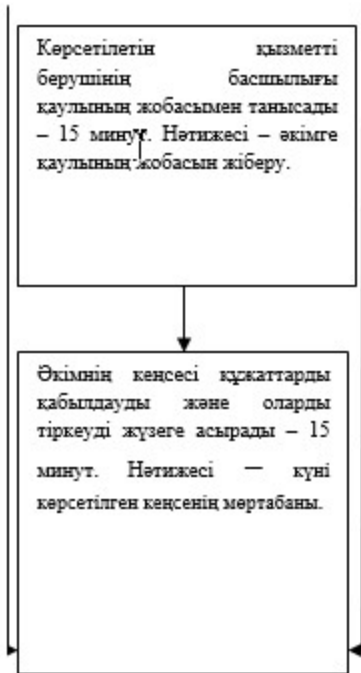 Көрсетілетін қызметті
берушінің басшылығы
қаулының жобасымен танысады
– 15 минут. Нәтижесі – әкімге
қаулының жобасын жіберу.
Әкімнің кеңсесі құжаттарды
қабылдауды және оларды
тіркеуді жүзеге асырады – 15
минут. Нәтижесі — күні
көрсетілген кеңсенің мөртабаны.